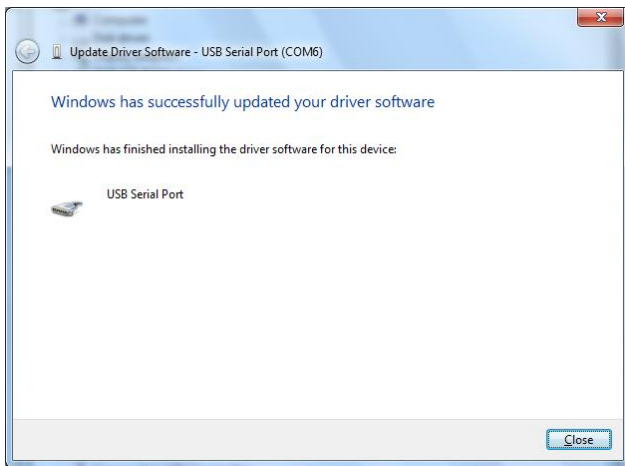 Computer
Update Driver Software - USB Serial Port (COM6)
Windows has successfully updated your driver software
Windows has finished installing the driver software for this device:
USB Serial Port
Close